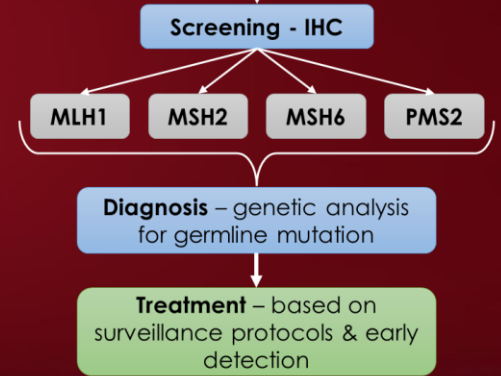 Screening - IHC
MLH1 MSH2 MSH6 PMS2
Diagnosis – genetic analysis
for germline mutation
Treatment – based on
surveillance protocols & early
detection